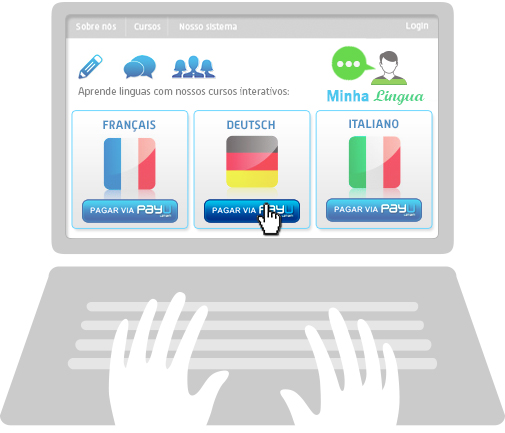 Sobre nós Cursos Nosso sistema Login
Aprende linguas com nossos cursos interativos:
Minha Lingua
FRANÇAIS
PAGAR VIA PAYU
DEUTSCH
PAGAR VIA PAYU
ITALIANO
PAGAR VIA PAYU